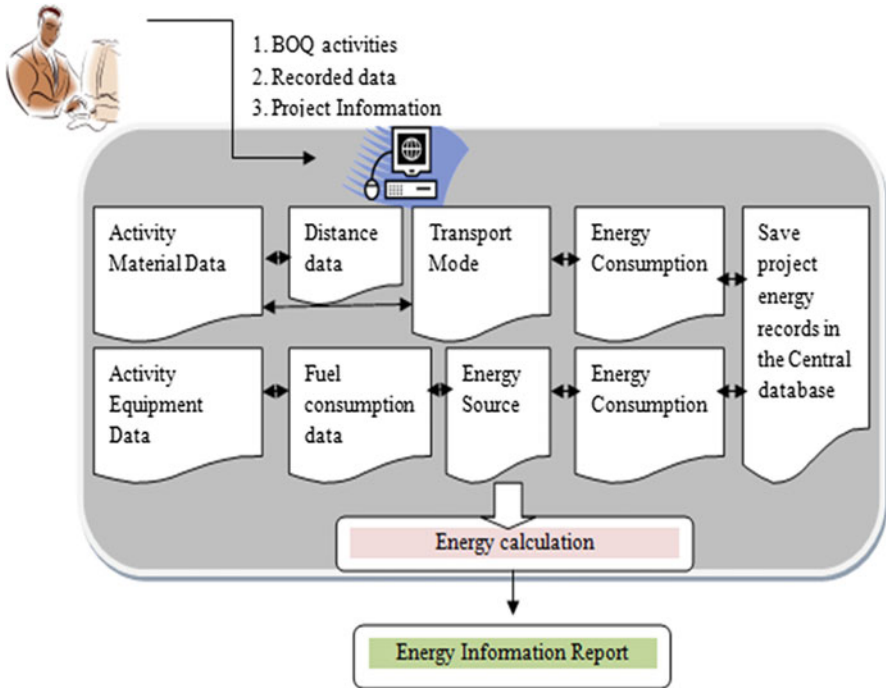 1. BOQ activities
2. Recorded data
3. Project Information
Activity
Material Data
Distance
data
Transport
Mode
Energy
Consumption
Save
project
energy
records in
the Central
database
Activity
Equipment
Data
Fuel
consumption
data
Energy
Source
Energy
Consumption
Energy calculation
Energy Information Report